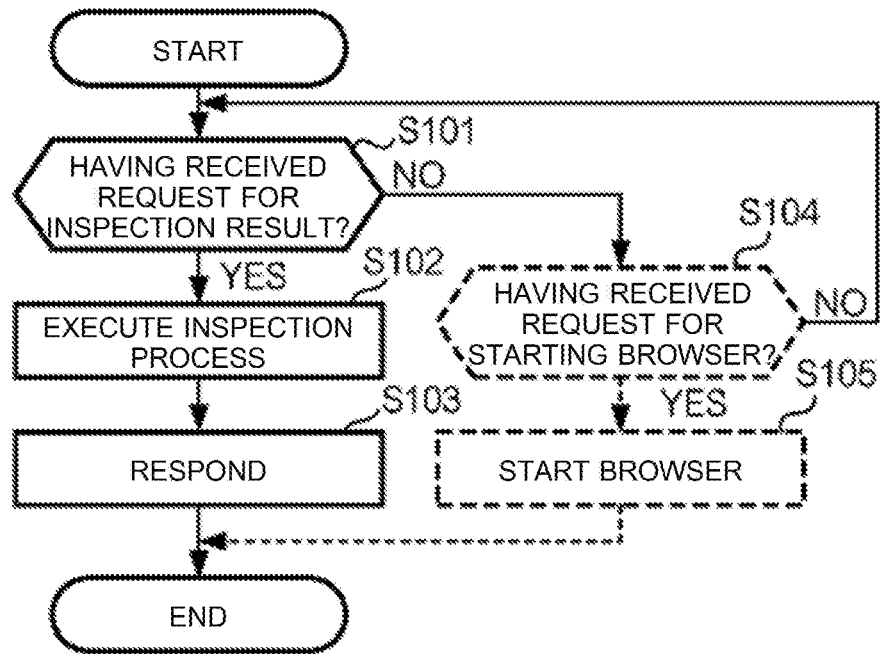 START
S101
HAVING RECEIVED
REQUEST FOR
INSPECTION RESULT?
NO
YES
S102
EXECUTE INSPECTION
PROCESS
S103
RESPOND
S104
HAVING RECEIVED
REQUEST FOR
STARTING BROWSER?
NO
YES
S105
START BROWSER
END